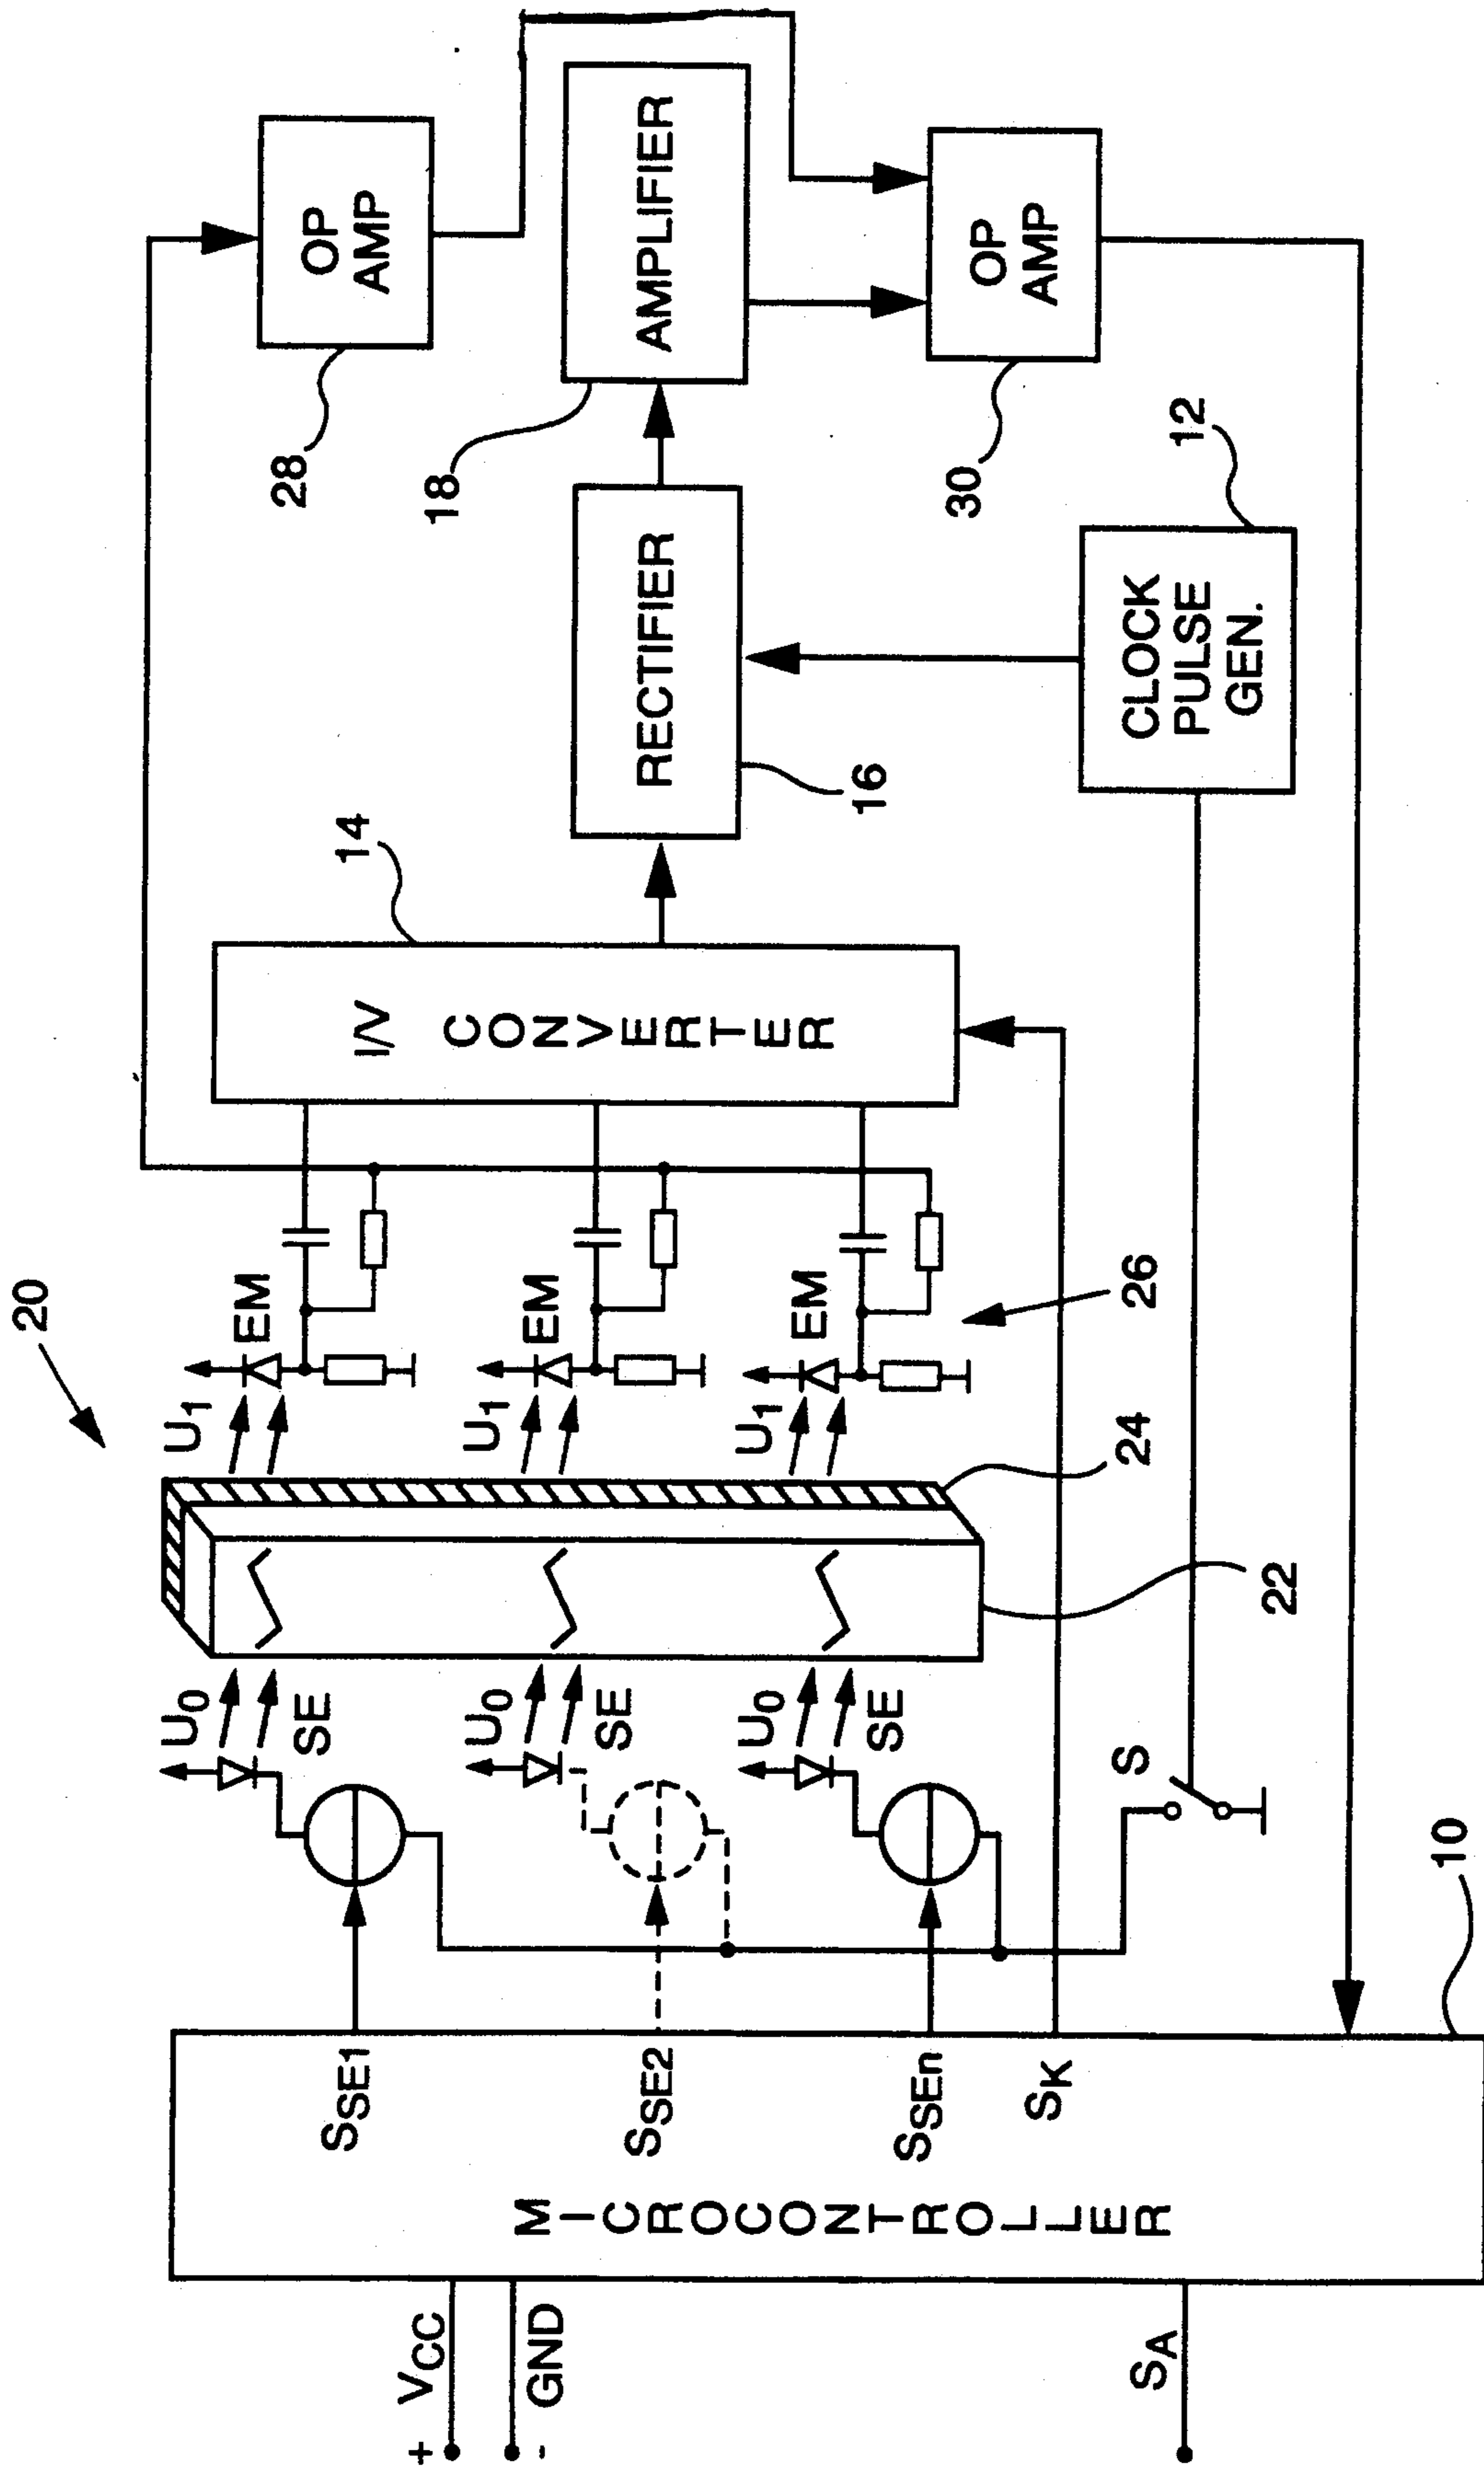 20
+ VCC
- GND
SA
MICROCONTROLLER
10
SSE1
SSE2
SSEn
SK
U0
SE
U0
SE
U0
SE
S
22
24
U1
EM
U1
EM
U1
EM
26
I/V CONVERTER
14
RECTIFIER
16
CLOCK
PULSE
GEN.
12
AMPLIFIER
18
OP
AMP
28
OP
AMP
30